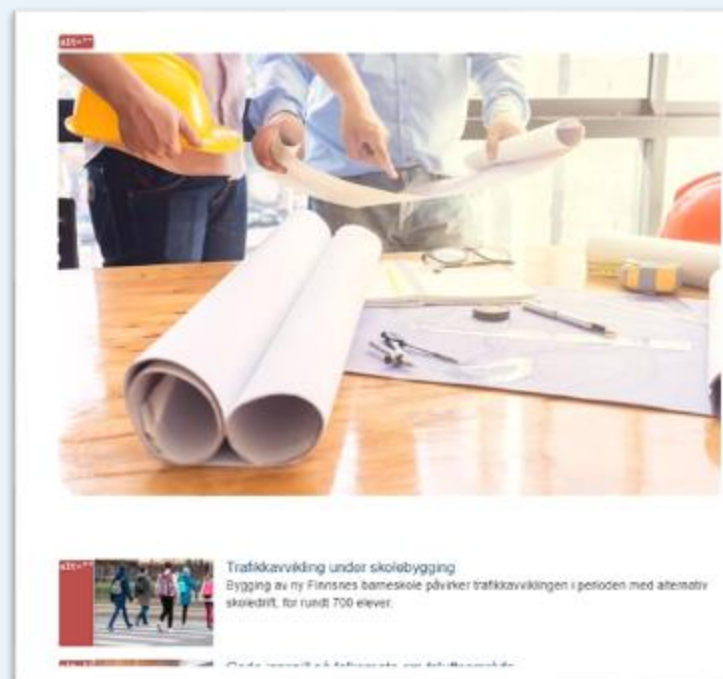 alt=""
alt=""
Trafikkavvikling under skolebygging
Bygging av ny Finnsnes barneskole påvirker trafikkavviklingen i perioden med alternativ
skoledrift, for rundt 700 elever.